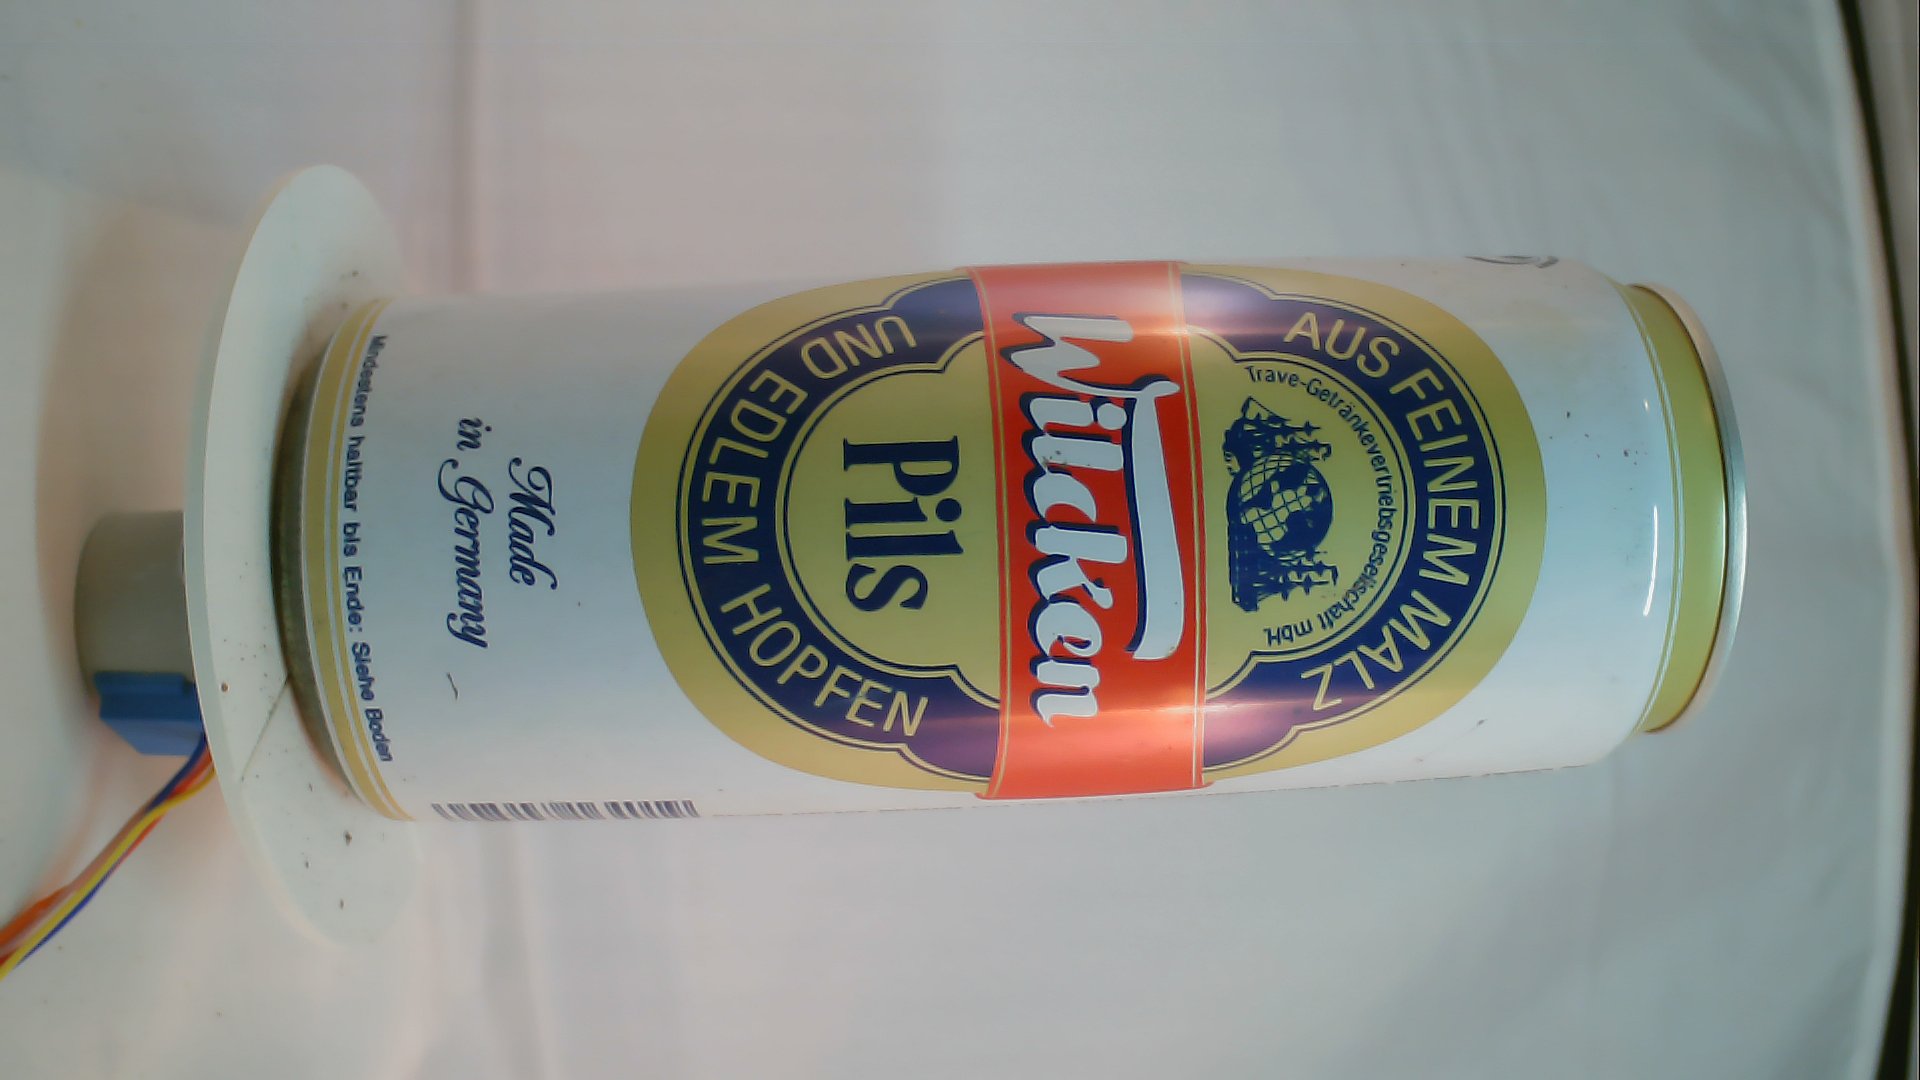 AUS FEINEM MALZ
Trave-Getränkevertriebsgesellschaft mbH.
Wilcken
Pils
UND EDLEM HOPFEN
Made
in Germany
Mindestens haltbar bis Ende: Siehe Boden